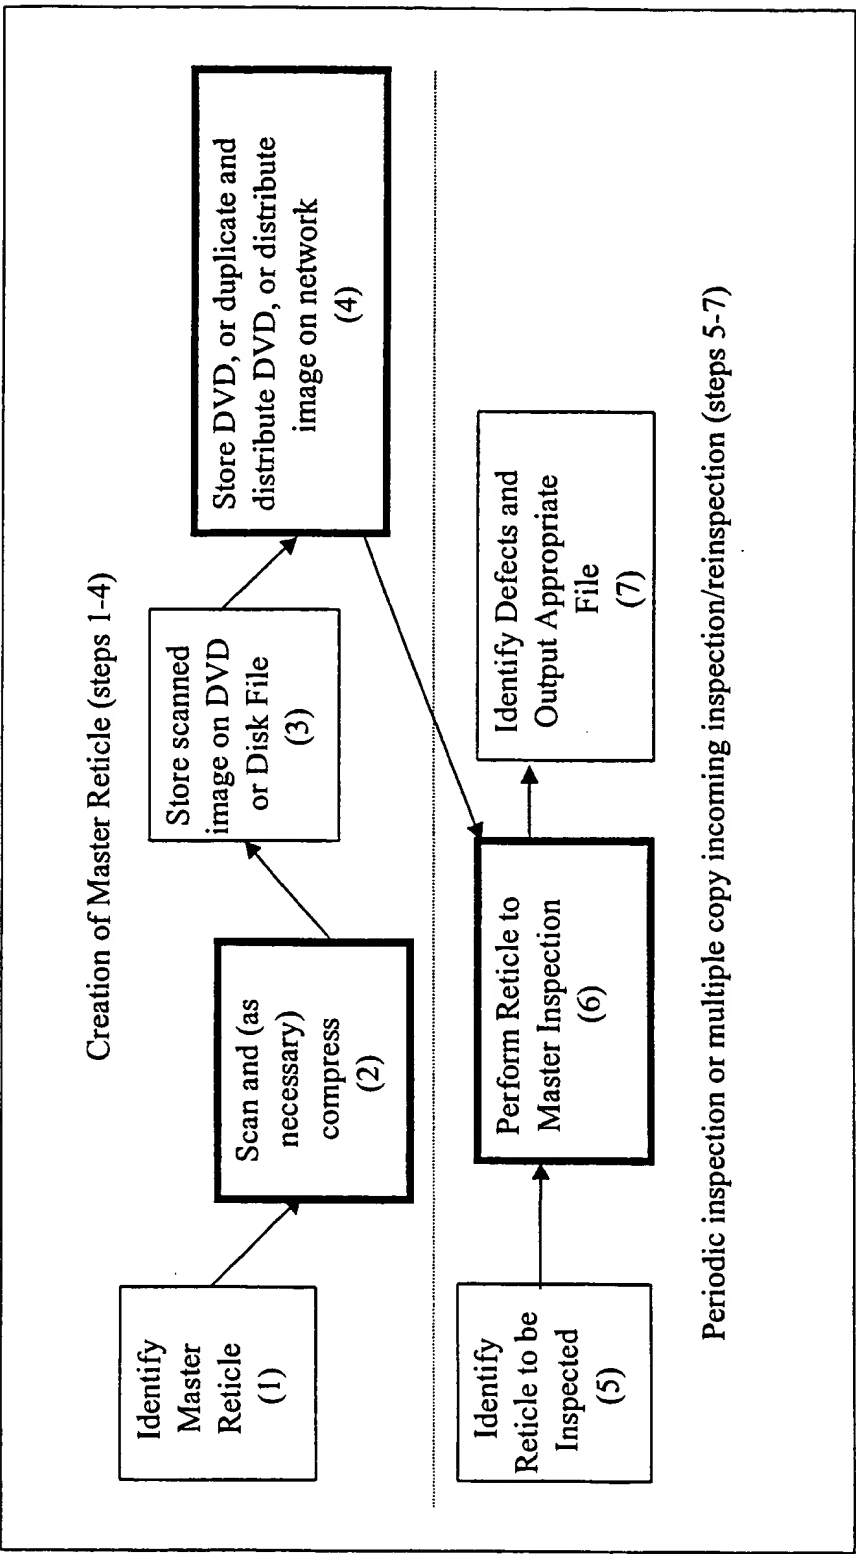 Creation of Master Reticle (steps 1-4)
Identify
Master
Reticle
(1)
Scan and (as
necessary)
compress
(2)
Store scanned
image on DVD
or Disk File
(3)
Store DVD, or duplicate and
distribute DVD, or distribute
image on network
(4)
Identify
Reticle to be
Inspected
(5)
Perform Reticle to
Master Inspection
(6)
Identify Defects and
Output Appropriate
File
(7)
Periodic inspection or multiple copy incoming inspection/reinspection (steps 5-7)